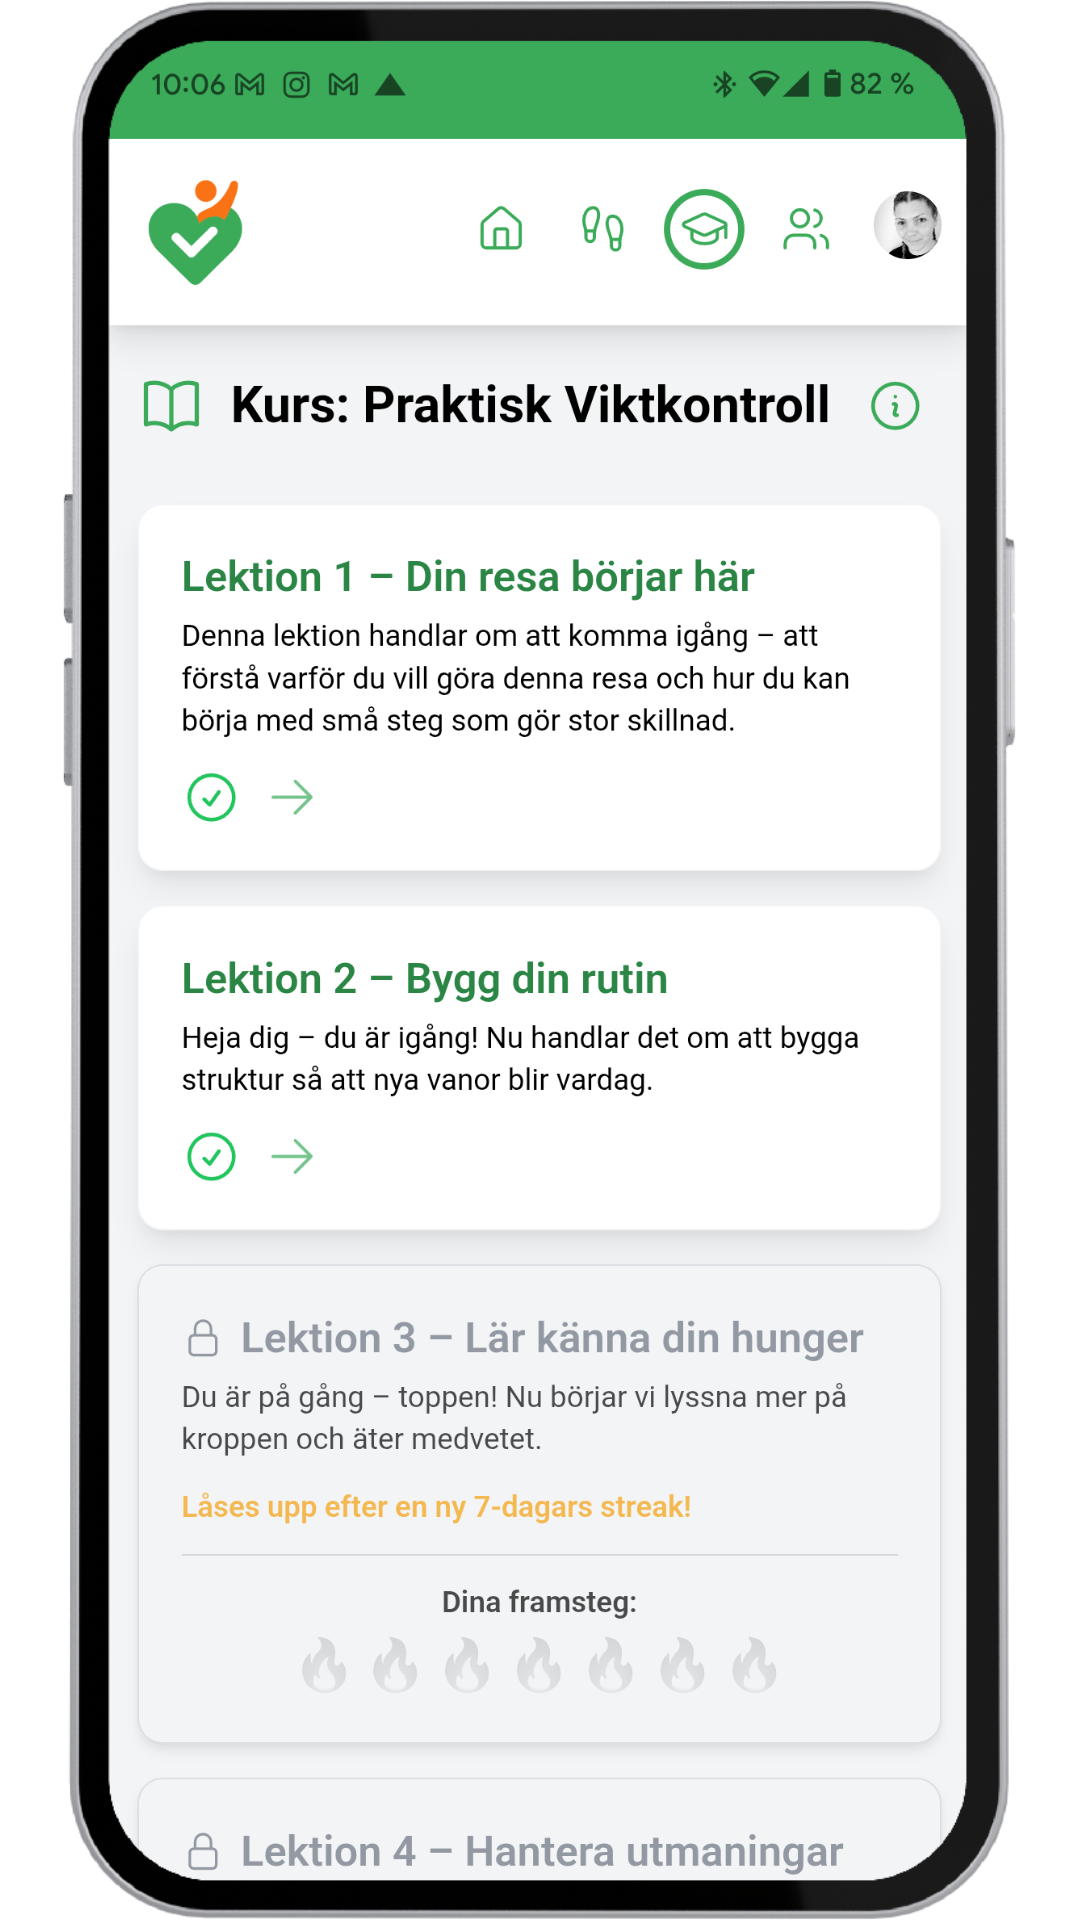 10:06
82 %
Kurs: Praktisk Viktkontroll
Lektion 1 – Din resa börjar här
Denna lektion handlar om att komma igång – att
förstå varför du vill göra denna resa och hur du kan
börja med små steg som gör stor skillnad.
Lektion 2 – Bygg din rutin
Heja dig – du är igång! Nu handlar det om att bygga
struktur så att nya vanor blir vardag.
Lektion 3 – Lär känna din hunger
Du är på gång – toppen! Nu börjar vi lyssna mer på
kroppen och äter medvetet.
Låses upp efter en ny 7-dagars streak!
Dina framsteg:
Lektion 4 – Hantera utmaningar